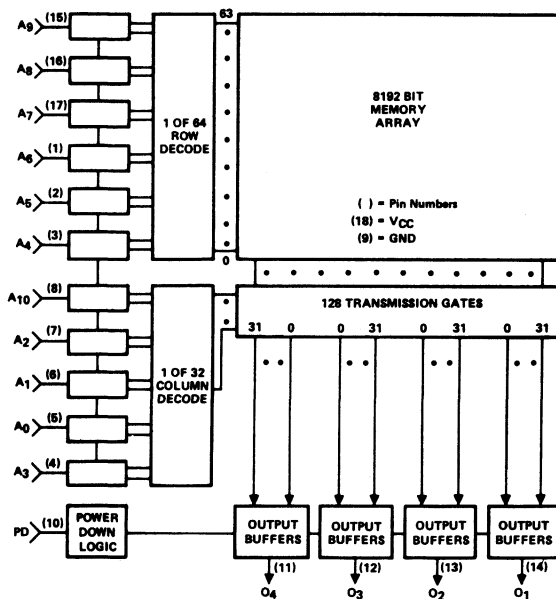 A9 (15)
A8 (16)
A7 (17)
A6 (1)
A5 (2)
A4 (3)
1 OF 64
ROW
DECODE
63
0
8192 BIT
MEMORY
ARRAY
( ) = Pin Numbers
(18) = VCC
(9) = GND
A10 (8)
A2 (7)
A1 (6)
A0 (5)
A3 (4)
1 OF 32
COLUMN
DECODE
128 TRANSMISSION GATES
31 0 0 31 0 31 0 31
PD (10)
POWER
DOWN
LOGIC
OUTPUT
BUFFERS
OUTPUT
BUFFERS
OUTPUT
BUFFERS
OUTPUT
BUFFERS
(11) (12) (13) (14)
O4 O3 O2 O1